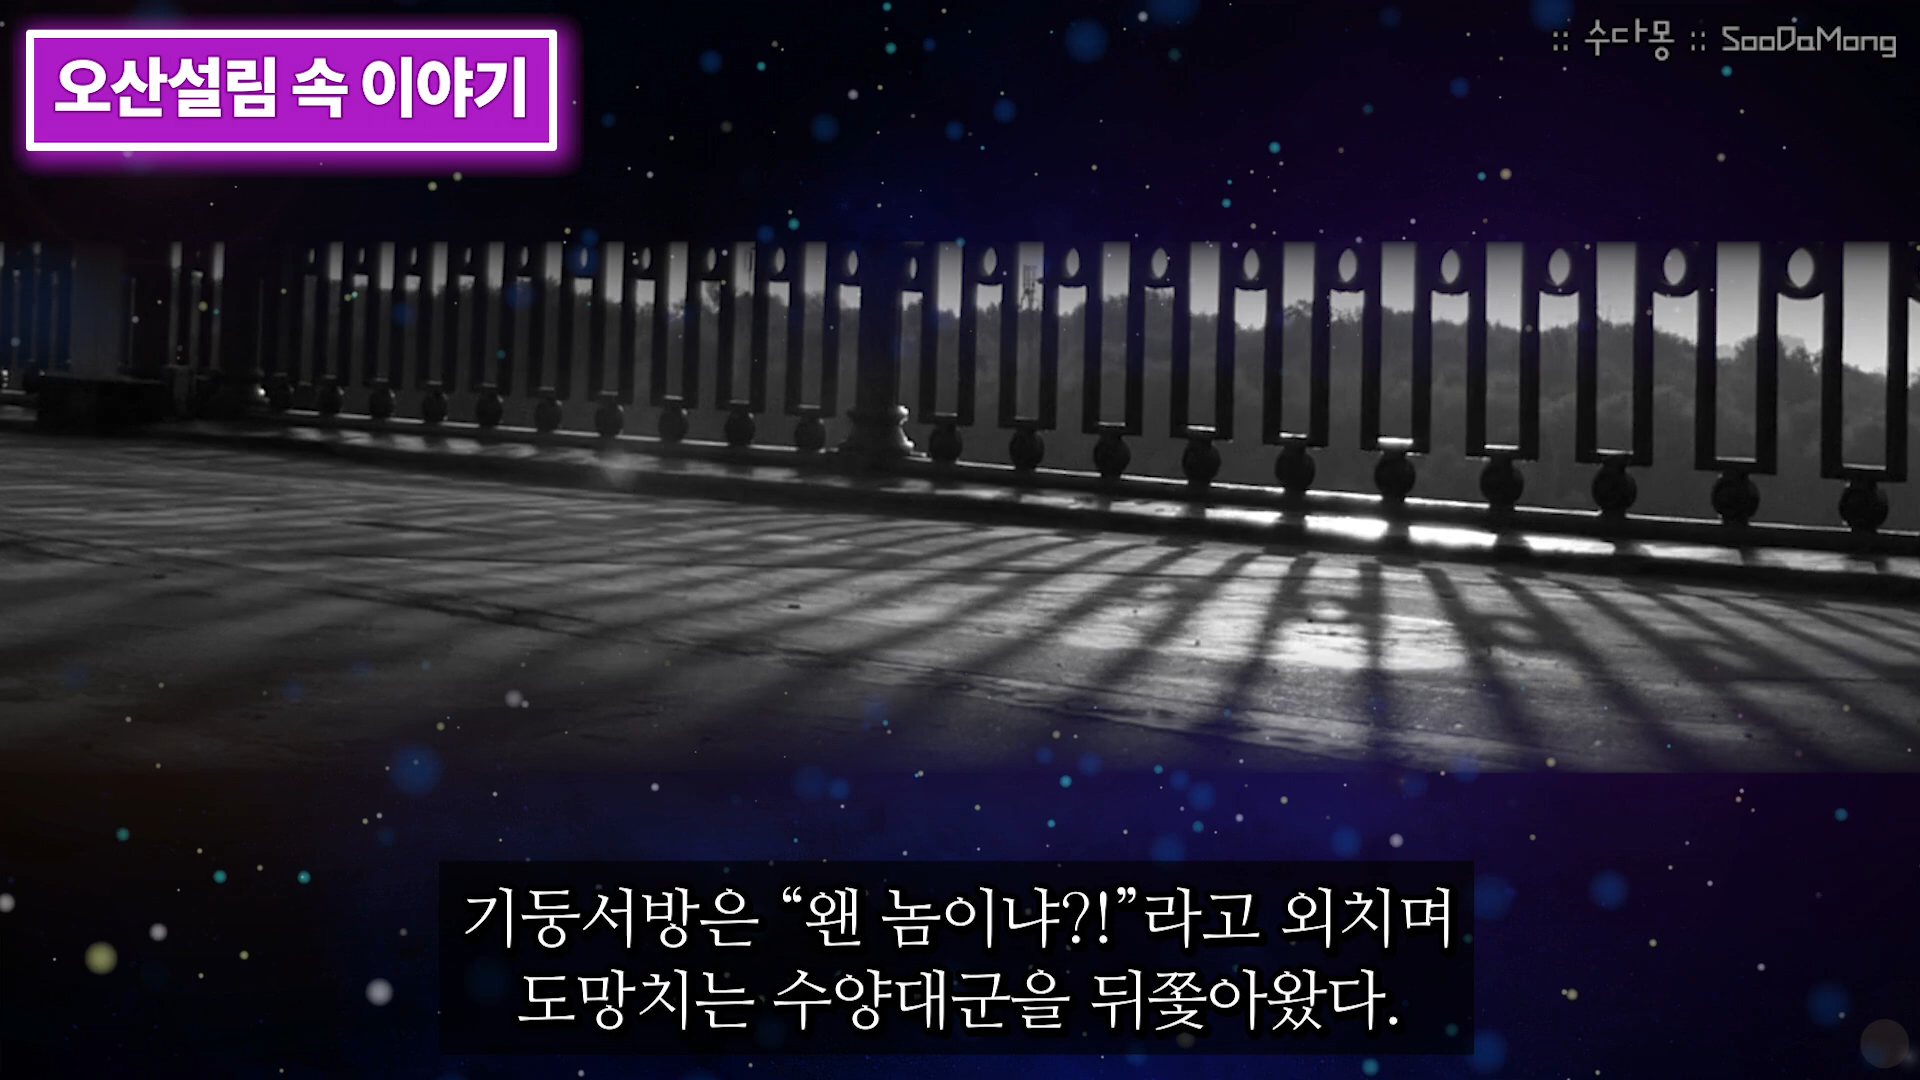 오산설림 속 이야기
:: 수다몽 :: SooDaMong
기둥서방은 “왠 놈이냐?!”라고 외치며
도망치는 수양대군을 뒤쫓아왔다.